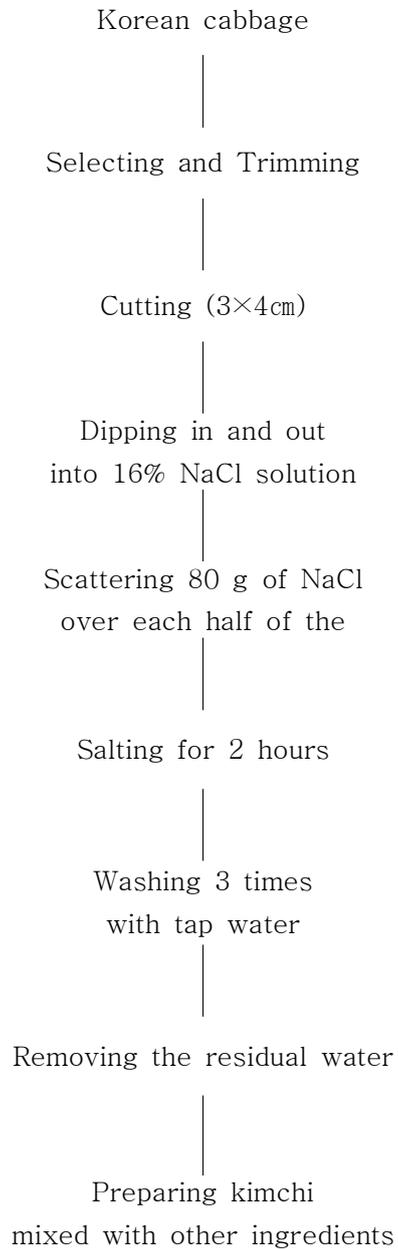 Korean cabbage
Selecting and Trimming
Cutting (3×4㎝)
Dipping in and out
into 16% NaCl solution
Scattering 80 g of NaCl
over each half of the
Salting for 2 hours
Washing 3 times
with tap water
Removing the residual water
Preparing kimchi
mixed with other ingredients